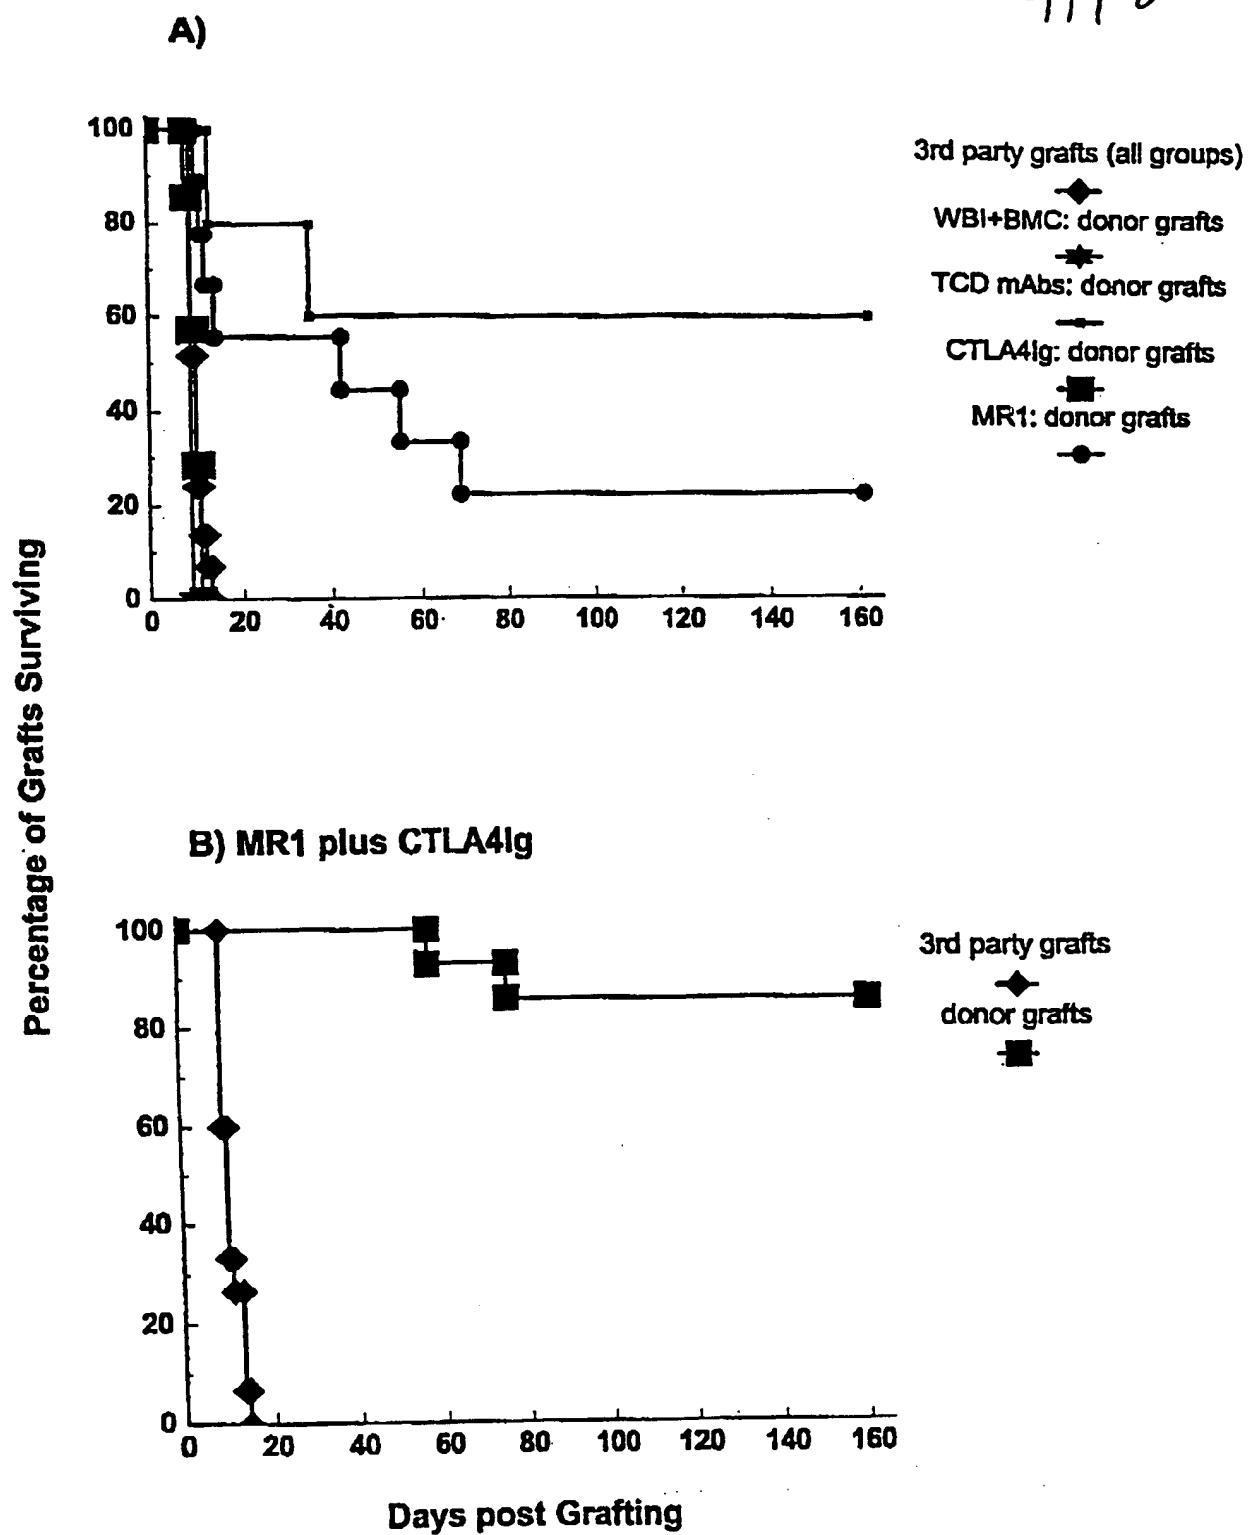 A)
100
80
60
40
20
0
0 20 40 60 80 100 120 140 160
3rd party grafts (all groups)
WBI+BMC: donor grafts
TCD mAbs: donor grafts
CTLA4Ig: donor grafts
MR1: donor grafts
Percentage of Grafts Surviving
B) MR1 plus CTLA4Ig
100
80
60
40
20
0
0 20 40 60 80 100 120 140 160
3rd party grafts
donor grafts
Days post Grafting